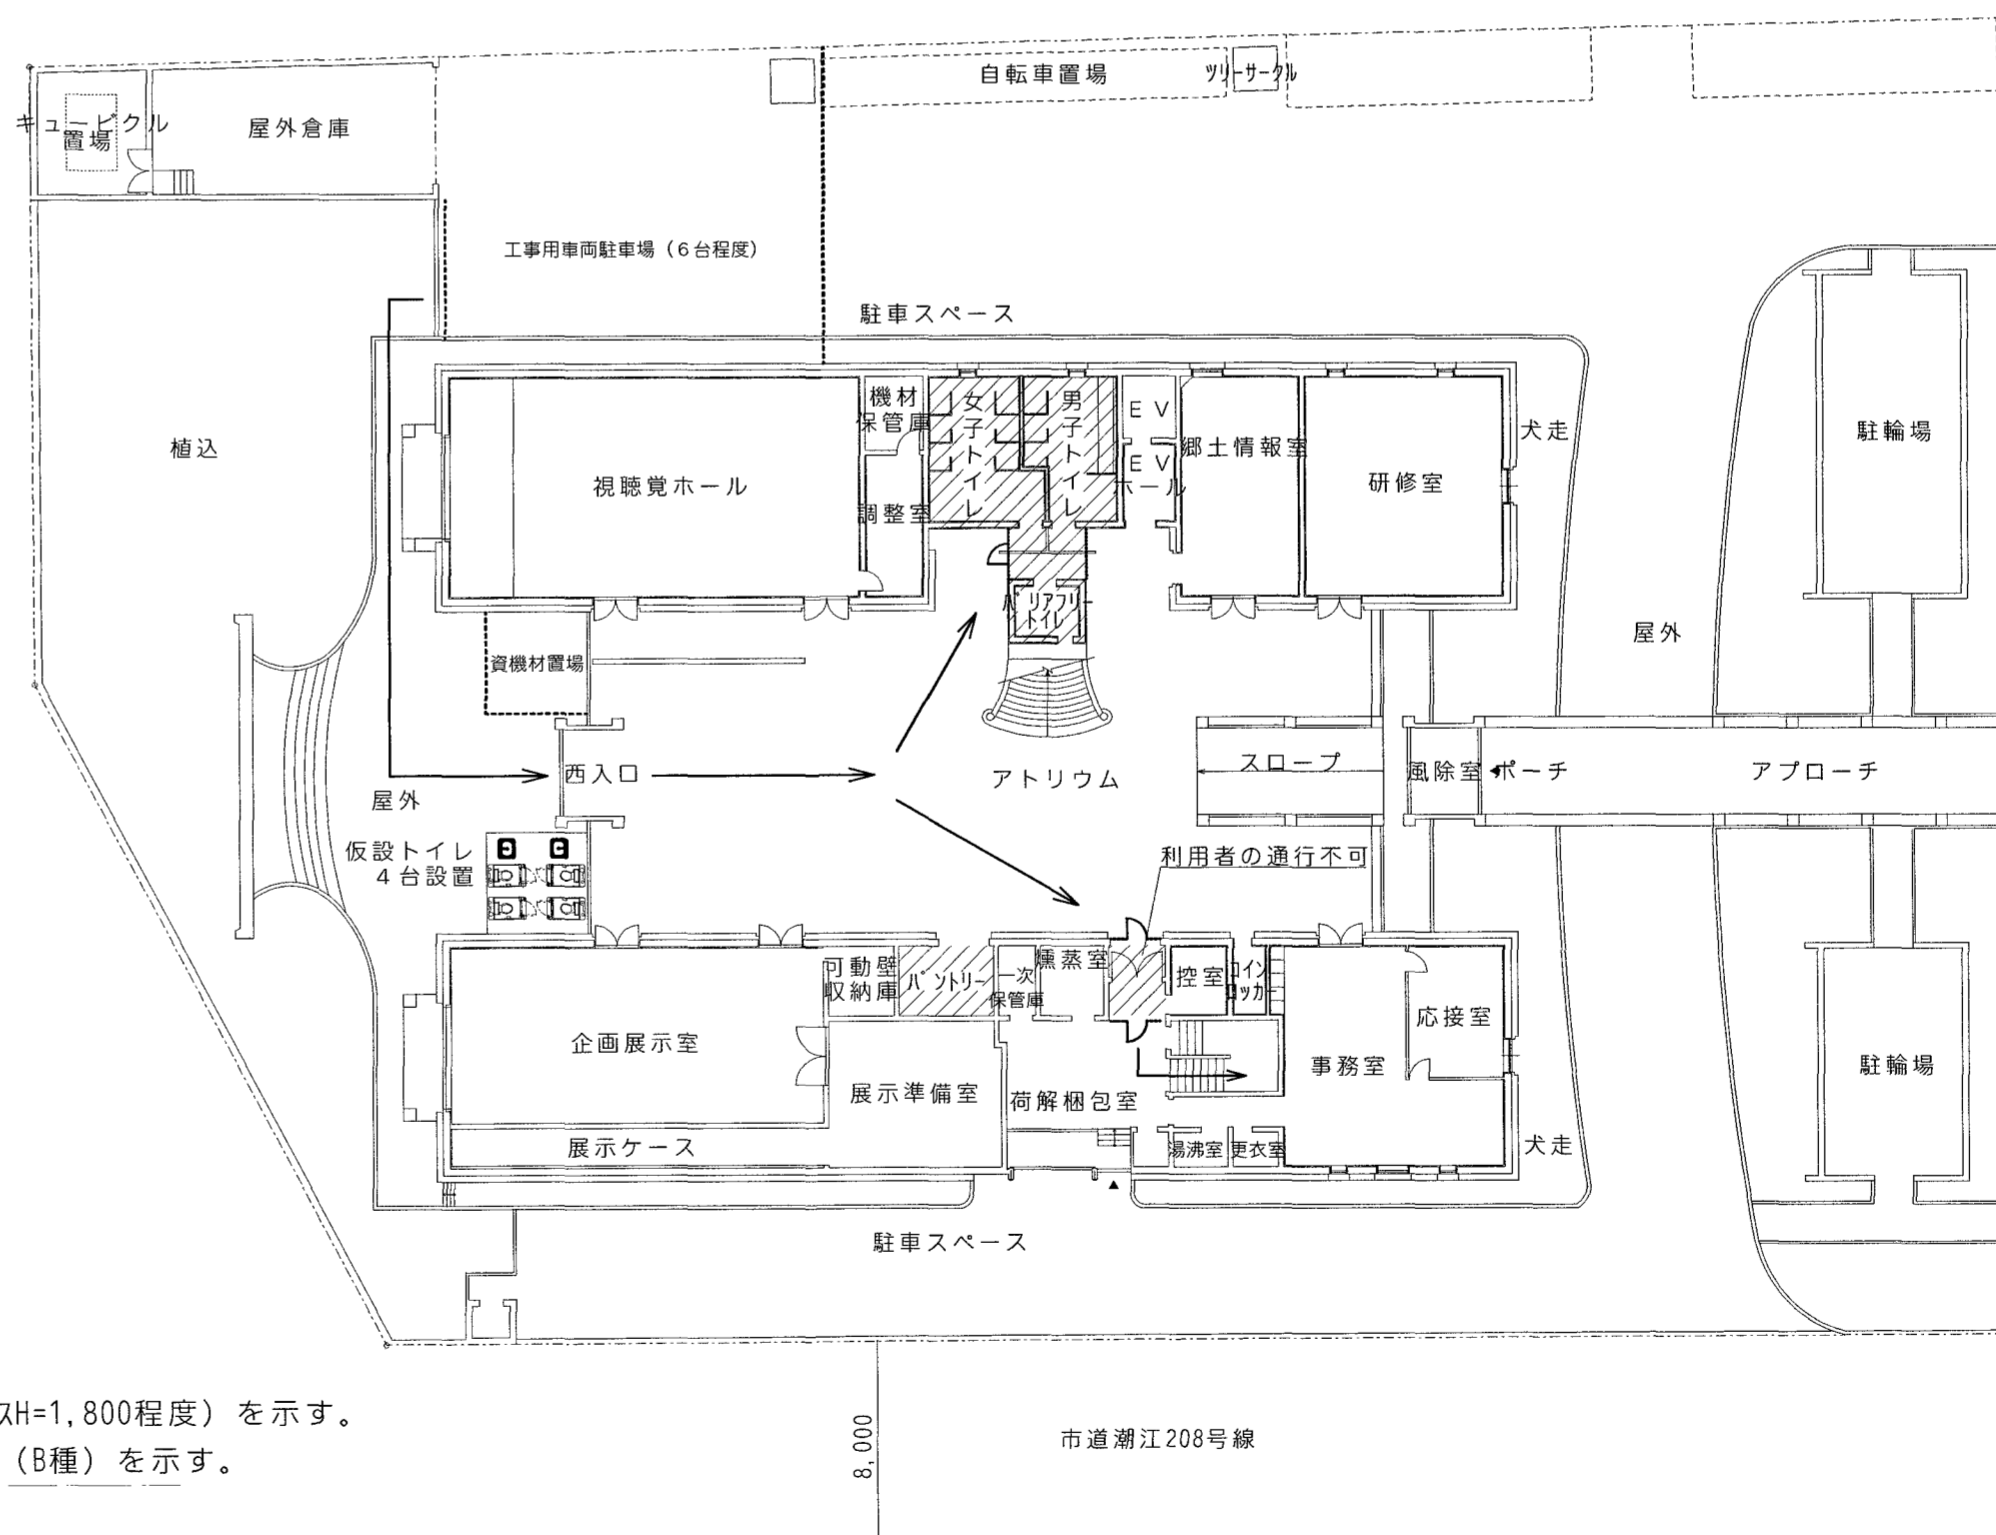 自転車置場
ツリーサークル
キュービクル
置場
屋外倉庫
工事用車両駐車場（６台程度）
駐車スペース
植込
視聴覚ホール
機材
保管庫
調整室
女子トイレ
男子トイレ
ＥＶ
ＥＶ
ホール
郷土情報室
研修室
犬走
駐輪場
バリアフリー
トイレ
屋外
資機材置場
西入口
アトリウム
スロープ
風除室
ポーチ
アプローチ
屋外
仮設トイレ
４台設置
利用者の通行不可
企画展示室
可動壁
収納庫
パントリー
一次
保管庫
燻蒸室
控室
コイン
ロッカー
事務室
応接室
駐輪場
展示準備室
荷解梱包室
展示ケース
湯沸室
更衣室
犬走
駐車スペース
スH=1,800程度）を示す。
（B種）を示す。
8,000
市道潮江208号線